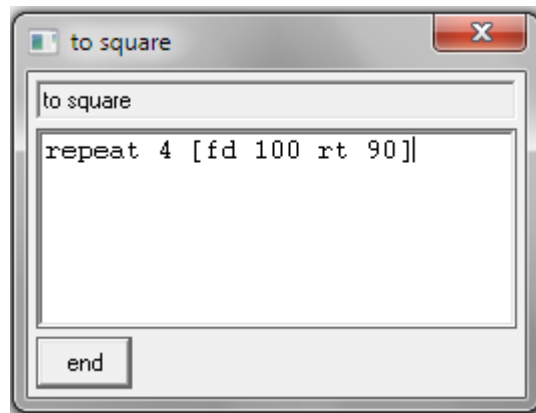 to square
to square
repeat 4 [fd 100 rt 90]
end